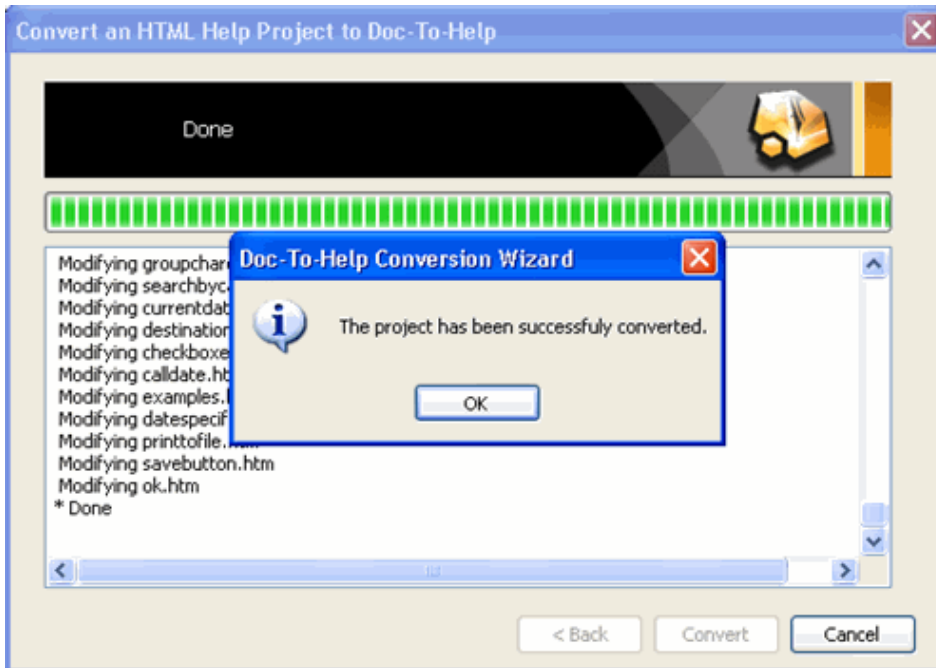 Convert an HTML Help Project to Doc-To-Help
Done
Modifying groupchar
Modifying searchbyc
Modifying currentdat
Modifying destination
Modifying checkboxe
Modifying calldate.ht
Modifying examples.
Modifying datespecif
Modifying printtofile.
Modifying savebutton.htm
Modifying ok.htm
* Done
Doc-To-Help Conversion Wizard
The project has been successfuly converted.
OK
< Back
Convert
Cancel